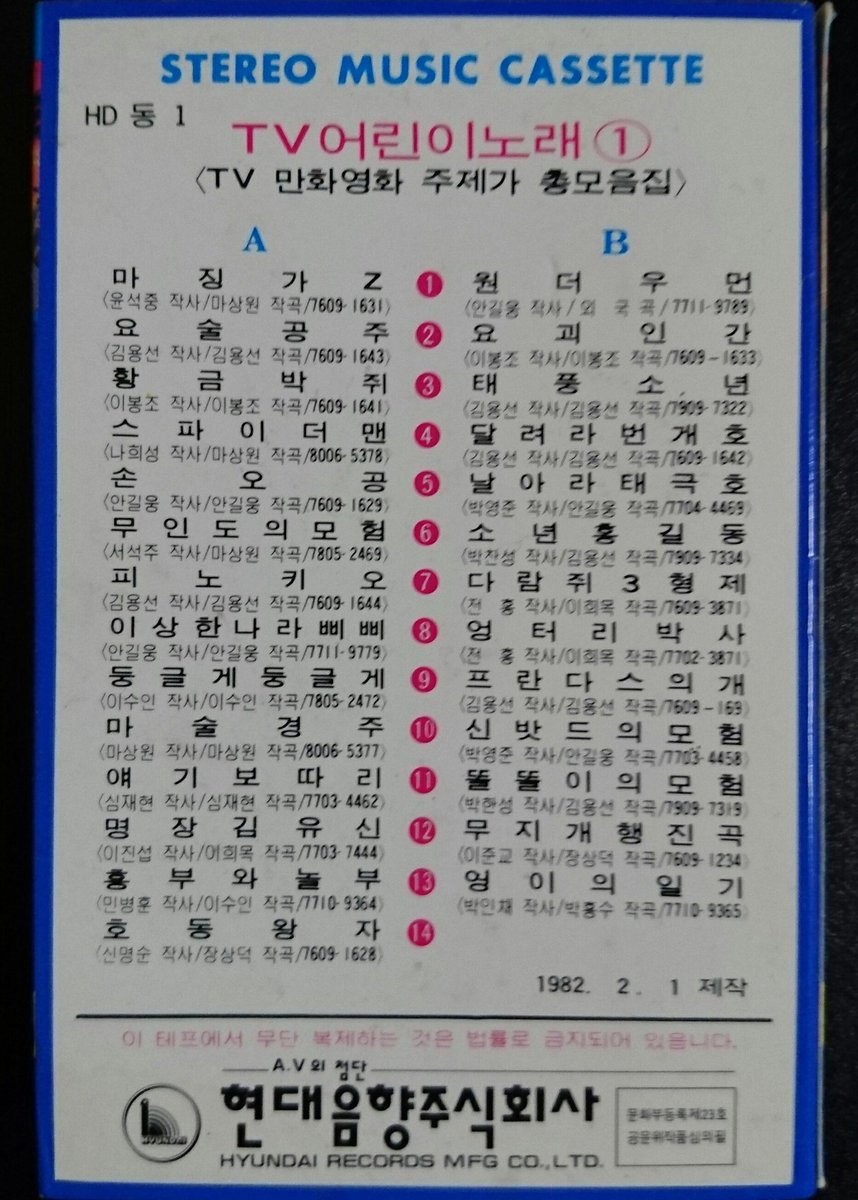 STEREO MUSIC CASSETTE
HD 동 1
TV어린이노래①
〈TV 만화영화 주제가 총모음집〉
A
마징가Z
〈윤석중 작사/마상원 작곡/7609-1631〉
요술공주
〈김용선 작사/김용선 작곡/7609-1643〉
황금박쥐
〈이봉조 작사/이봉조 작곡/7609-1641〉
스파이더맨
〈나희성 작사/마상원 작곡/8006-5378〉
손오공
〈안길웅 작사/안길웅 작곡/7609-1629〉
무인도의모험
〈서석주 작사/마상원 작곡/7805-2469〉
피노키오
〈김용선 작사/김용선 작곡/7609-1644〉
이상한나라삐삐
〈안길웅 작사/안길웅 작곡/7711-9779〉
둥글게둥글게
〈이수인 작사/이수인 작곡/7805-2472〉
마술경주
〈마상원 작사/마상원 작곡/8006-5377〉
얘기보따리
〈심재현 작사/심재현 작곡/7703-4462〉
명장김유신
〈이진섭 작사/이희목 작곡/7703-7444〉
흥부와놀부
〈민병훈 작사/이수인 작곡/7710-9364〉
호동왕자
〈신명순 작사/장상덕 작곡/7609-1628〉
1
2
3
4
5
6
7
8
9
10
11
12
13
14
B
원더우먼
〈안길웅 작사/외 국 곡/7711-9789〉
요괴인간
〈이봉조 작사/이봉조 작곡/7609-1633〉
태풍소년
〈김용선 작사/김용선 작곡/7909-7322〉
달려라번개호
〈김용선 작사/김용선 작곡/7609-1642〉
날아라태극호
〈박영준 작사/안길웅 작곡/7704-4469〉
소년홍길동
〈박찬성 작사/김용선 작곡/7909-7334〉
다람쥐3형제
〈전 홍 작사/이희목 작곡/7609-3871〉
엉터리박사
〈전 홍 작사/이희목 작곡/7702-3871〉
프란다스의개
〈김용선 작사/김용선 작곡/7609-169〉
신밧드의모험
〈박영준 작사/안길웅 작곡/7703-4458〉
똘똘이의모험
〈박한성 작사/김용선 작곡/7909-7319〉
무지개행진곡
〈이준교 작사/장상덕 작곡/7609-1234〉
영이의일기
〈박인채 작사/박홍수 작곡/7710-9365〉
1982. 2. 1 제작
이 테프에서 무단 복제하는 것은 법률로 금지되어 있읍니다.
A.V의 첨단
현대음향주식회사
HYUNDAI RECORDS MFG CO.,LTD.
HYUNDAI
문화부등록제23호
공문위작품심의필